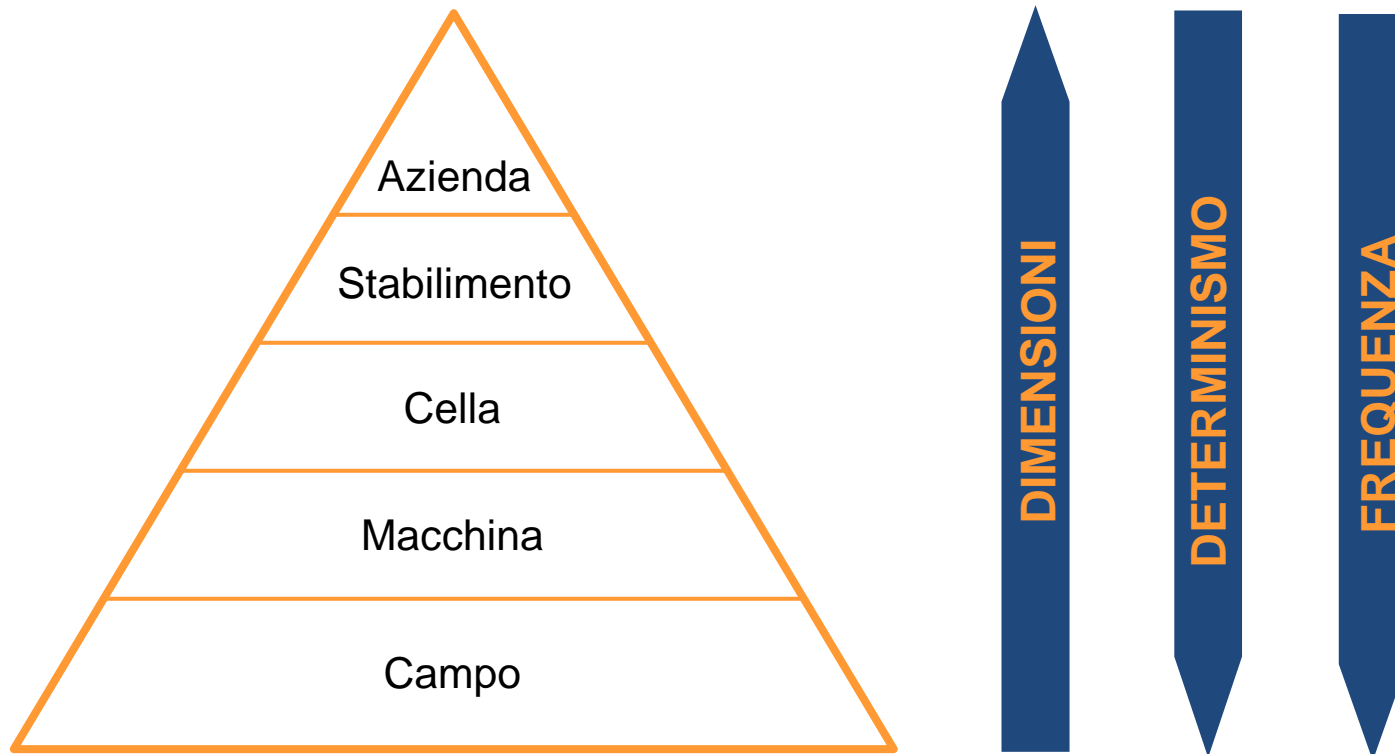 Azienda
Stabilimento
Cella
Macchina
Campo
DIMENSIONI
DETERMINISMO
FREQUENZA